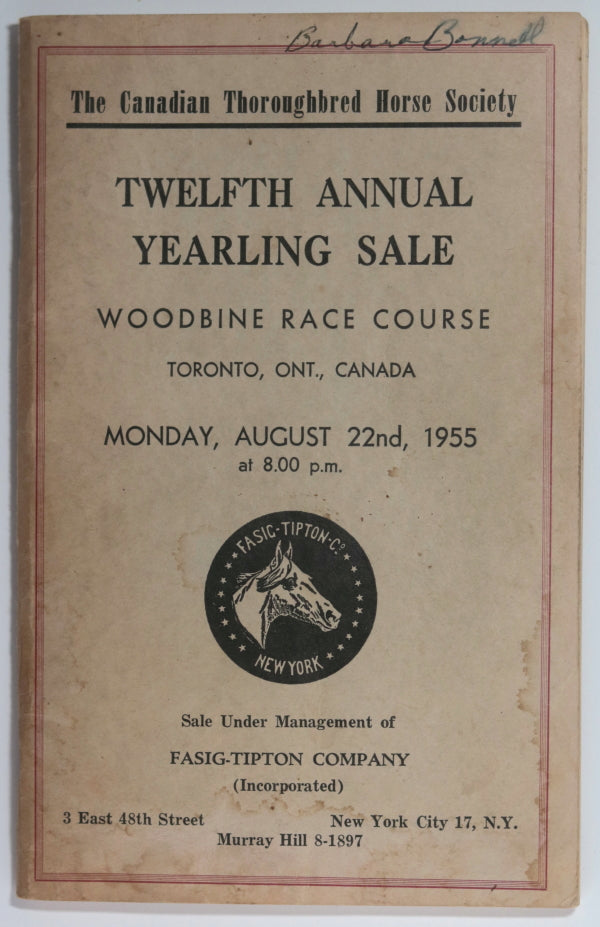 Barbara Bonnell
The Canadian Thoroughbred Horse Society
TWELFTH ANNUAL
YEARLING SALE
WOODBINE RACE COURSE
TORONTO, ONT., CANADA
MONDAY, AUGUST 22nd, 1955
at 8.00 p.m.
FASIG-TIPTON-Co.
NEW YORK
Sale Under Management of
FASIG-TIPTON COMPANY
(Incorporated)
3 East 48th Street New York City 17, N.Y.
Murray Hill 8-1897